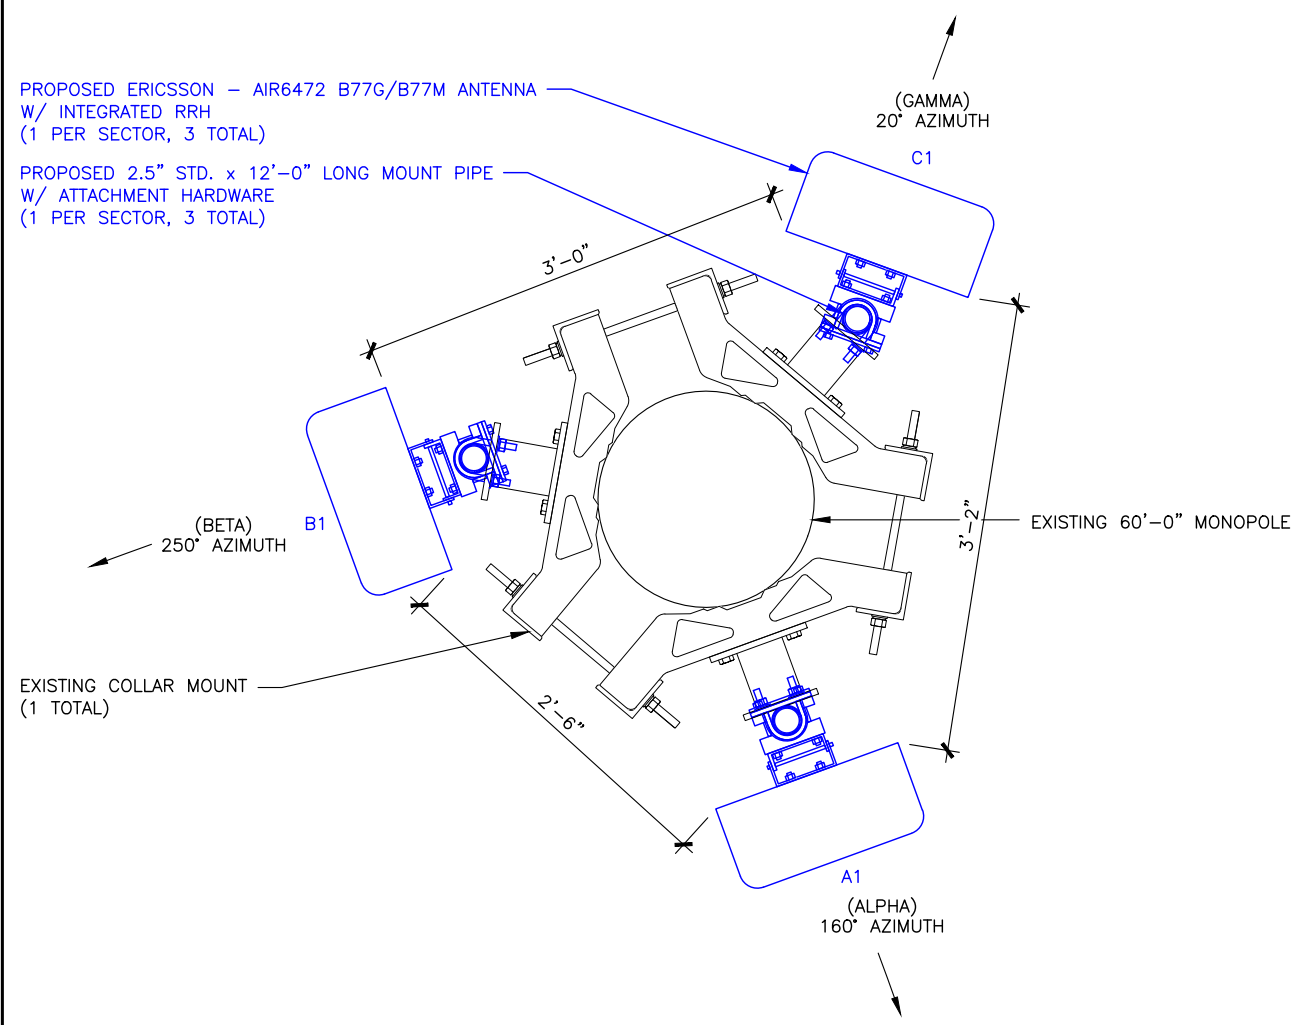 PROPOSED ERICSSON – AIR6472 B77G/B77M ANTENNA
W/ INTEGRATED RRH
(1 PER SECTOR, 3 TOTAL)
PROPOSED 2.5" STD. x 12'–0" LONG MOUNT PIPE
W/ ATTACHMENT HARDWARE
(1 PER SECTOR, 3 TOTAL)
(GAMMA)
20° AZIMUTH
C1
3'–0"
(BETA)
250° AZIMUTH
B1
3'–2"
EXISTING 60'–0" MONOPOLE
EXISTING COLLAR MOUNT
(1 TOTAL)
2'–6"
A1
(ALPHA)
160° AZIMUTH